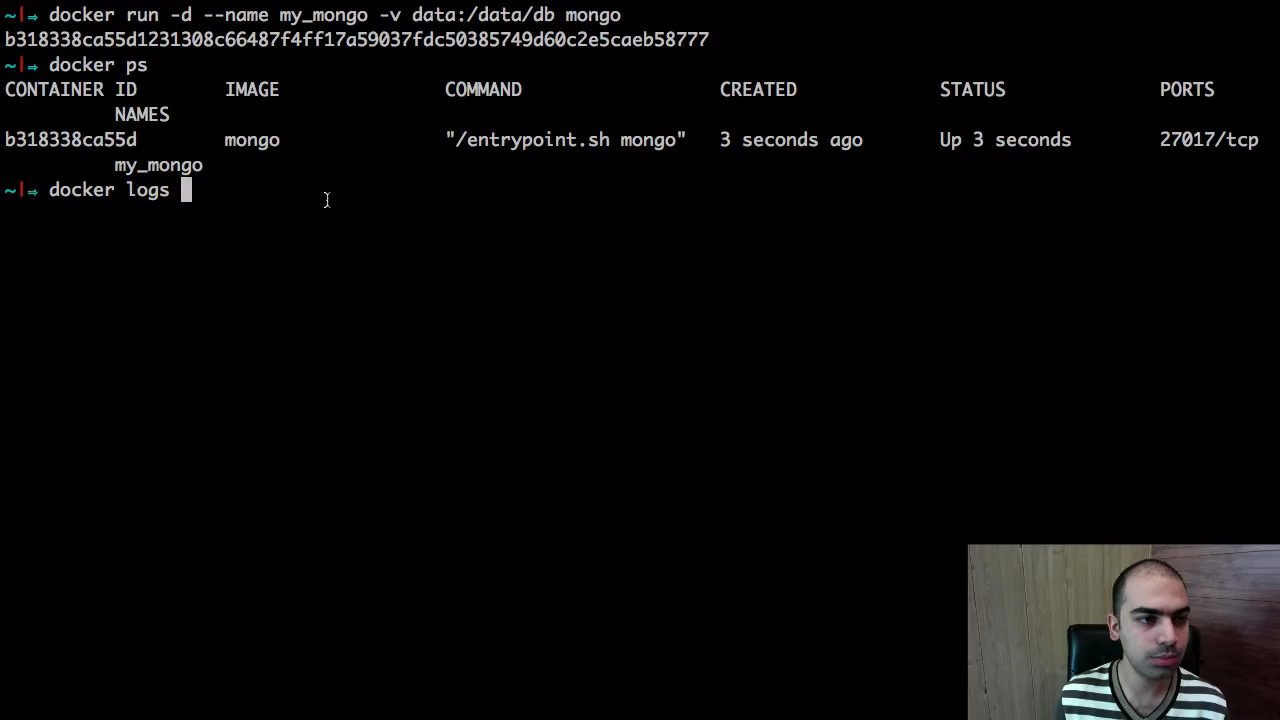 ~|⇒ docker run -d --name my_mongo -v data:/data/db mongo
b318338ca55d1231308c66487f4ff17a59037fdc50385749d60c2e5caeb58777
~|⇒ docker ps
CONTAINER ID IMAGE COMMAND CREATED STATUS PORTS
NAMES
b318338ca55d mongo "/entrypoint.sh mongo" 3 seconds ago Up 3 seconds 27017/tcp
my_mongo
~|⇒ docker logs